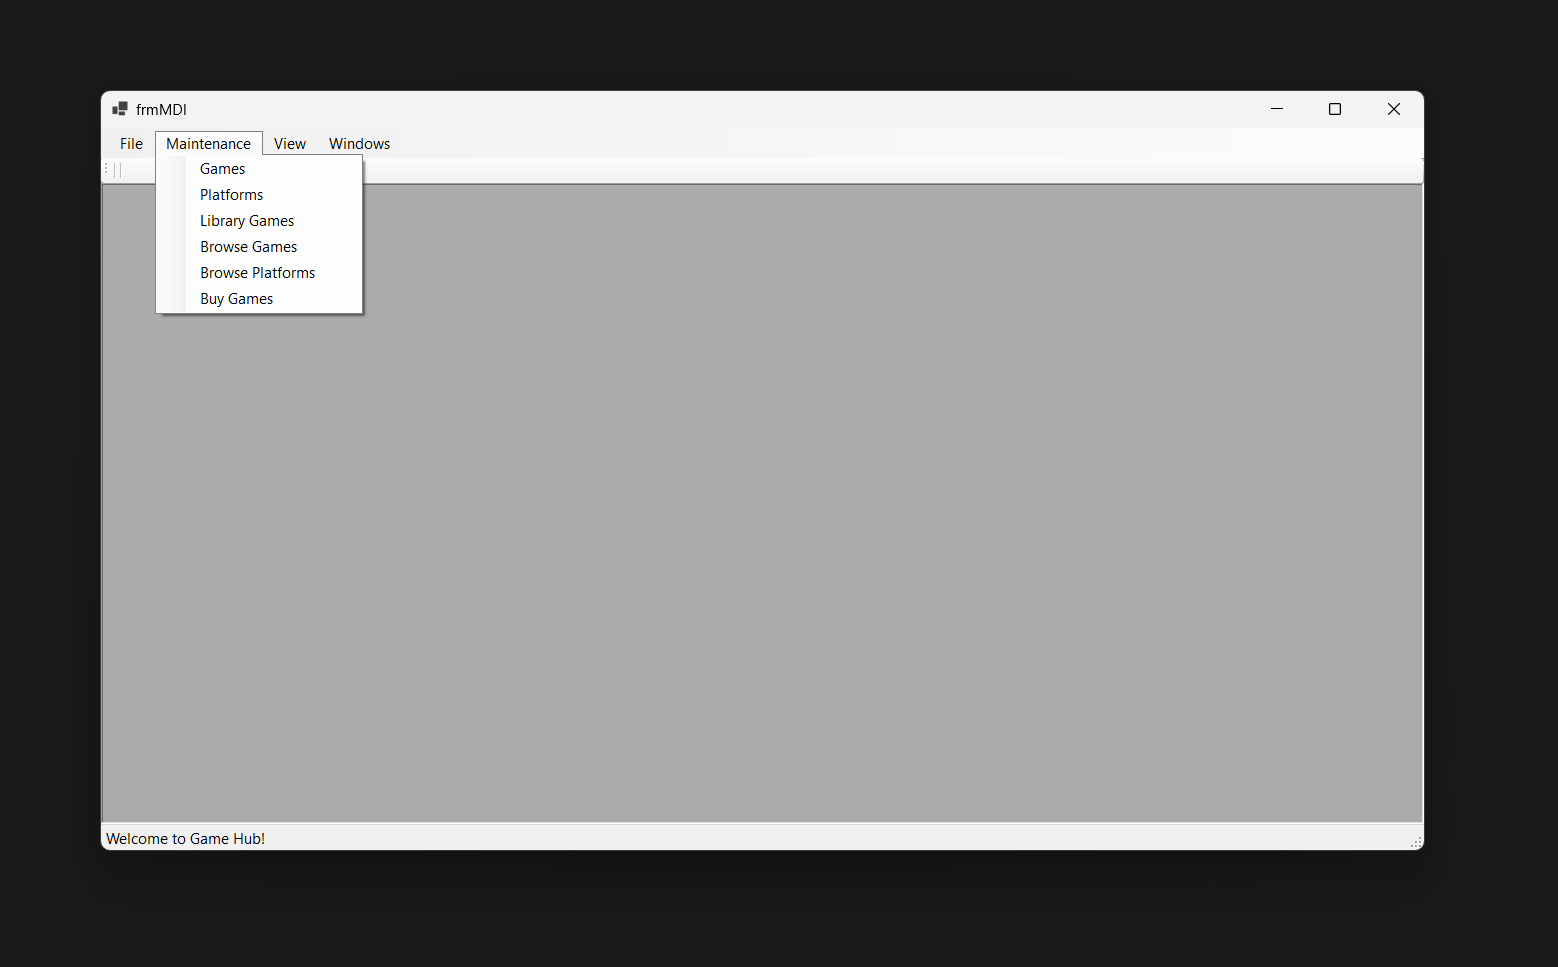 frmMDI
File Maintenance View Windows
Games
Platforms
Library Games
Browse Games
Browse Platforms
Buy Games
Welcome to Game Hub!